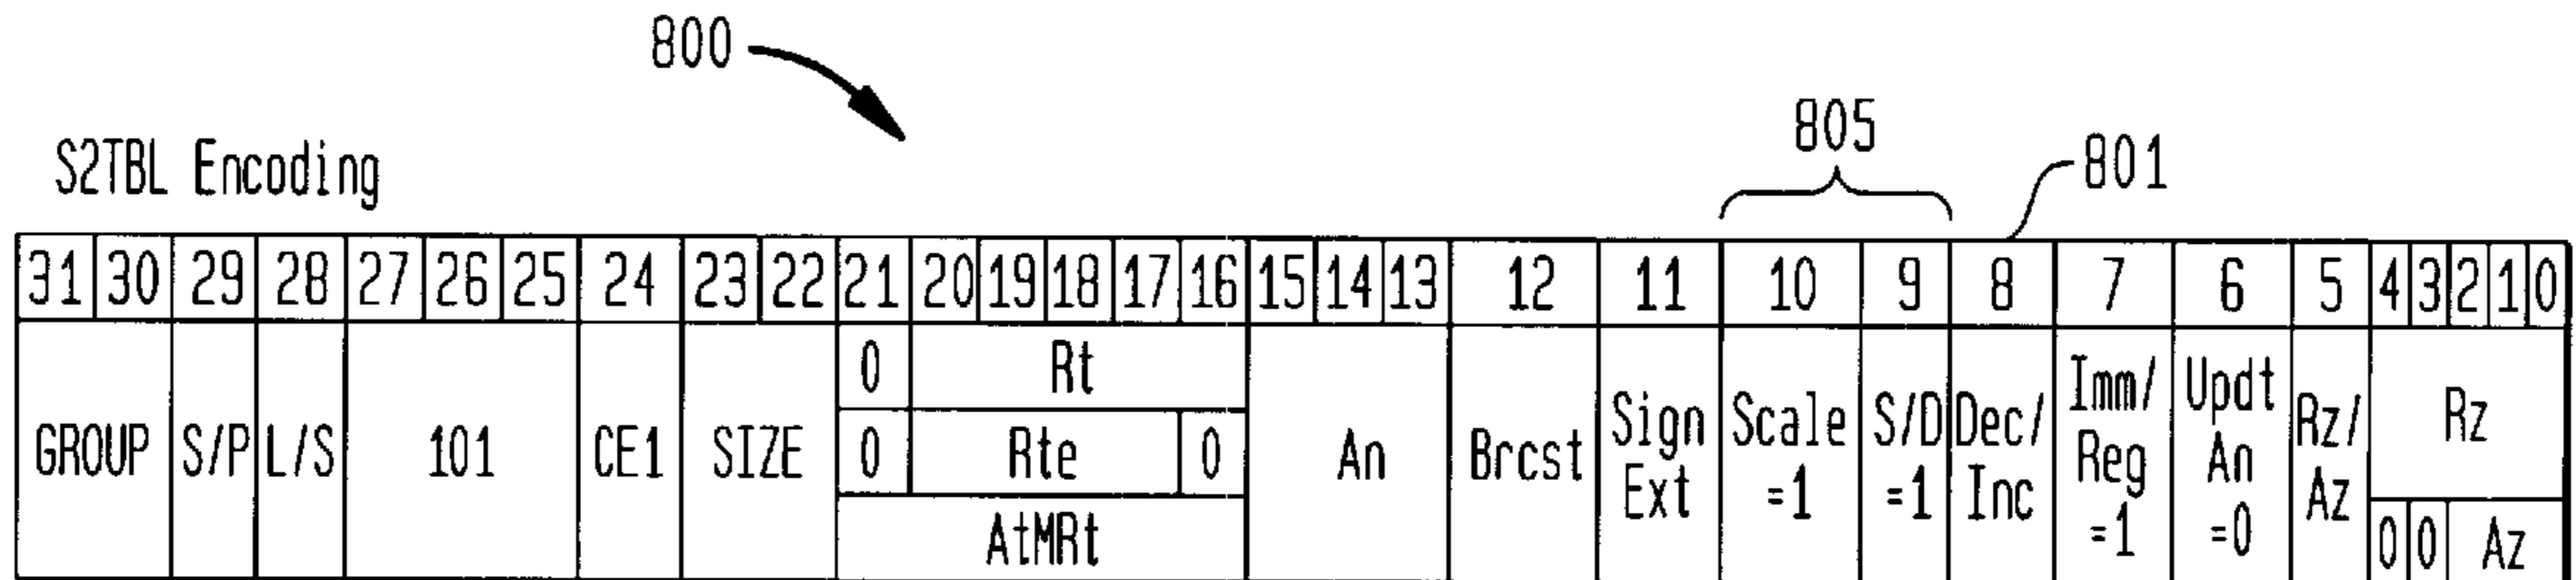 800
805
801
S2TBL Encoding
31 30 29 28 27 26 25 24 23 22 21 20 19 18 17 16 15 14 13 12 11 10 9 8 7 6 5 4 3 2 1 0
GROUP S/P L/S 101 CE1 SIZE 0 Rt An Brcst Sign Ext Scale =1 S/D =1 Dec/ Inc Imm/ Reg =1 Updt An =0 Rz/ Az Rz
0 Rte 0
AtMRt 0 0 Az